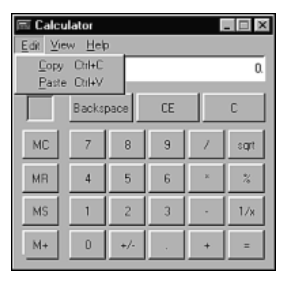 Calculator
Edit View Help
Copy Ctrl+C
Paste Ctrl+V
0.
Backspace CE C
MC 7 8 9 / sqrt
MR 4 5 6 * %
MS 1 2 3 - 1/x
M+ 0 +/- . + =